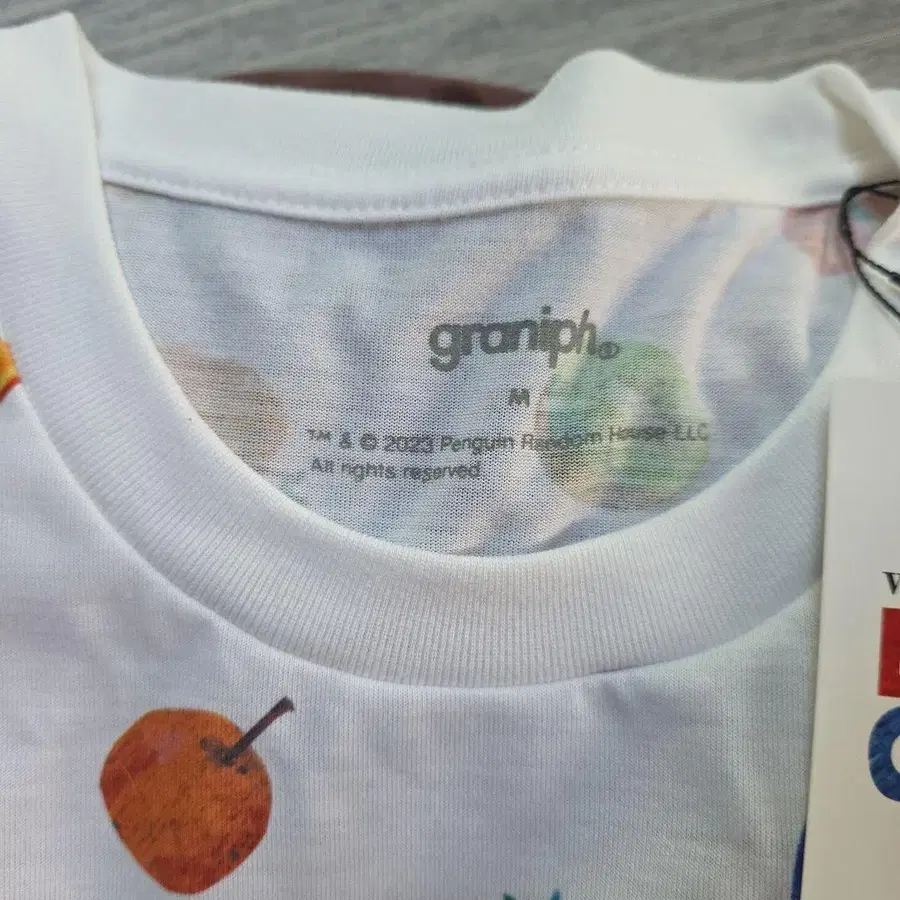 graniph®
M
™ & © 2023 Penguin Random House LLC.
All rights reserved.